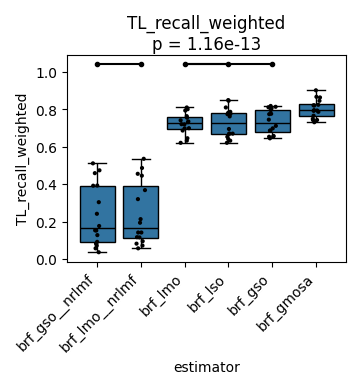 TL_recall_weighted
p = 1.16e-13
TL_recall_weighted
1.0
0.8
0.6
0.4
0.2
0.0
brf_gso__nrlmf
brf_lmo__nrlmf
brf_lmo
brf_lso
brf_gso
brf_gmosa
estimator